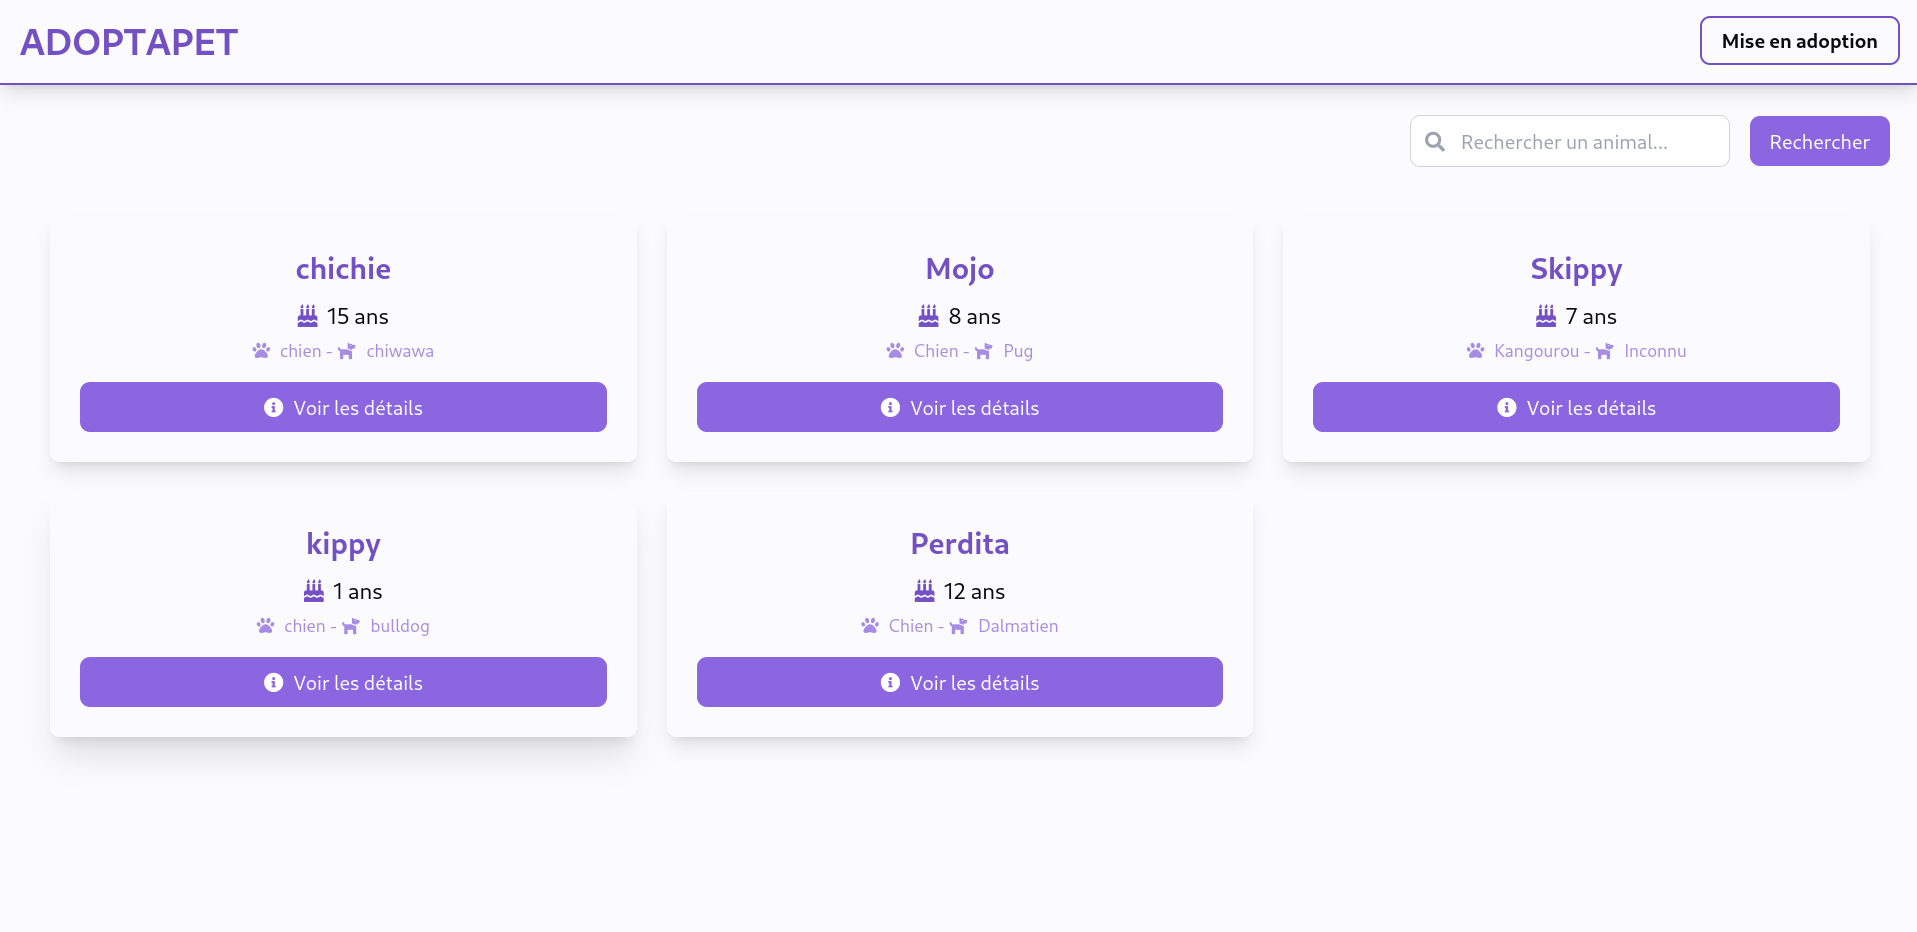 ADOPTAPET
Mise en adoption
Rechercher un animal...
Rechercher
chichie
15 ans
chien - chiwawa
Voir les détails
Mojo
8 ans
Chien - Pug
Voir les détails
Skippy
7 ans
Kangourou - Inconnu
Voir les détails
kippy
1 ans
chien - bulldog
Voir les détails
Perdita
12 ans
Chien - Dalmatien
Voir les détails